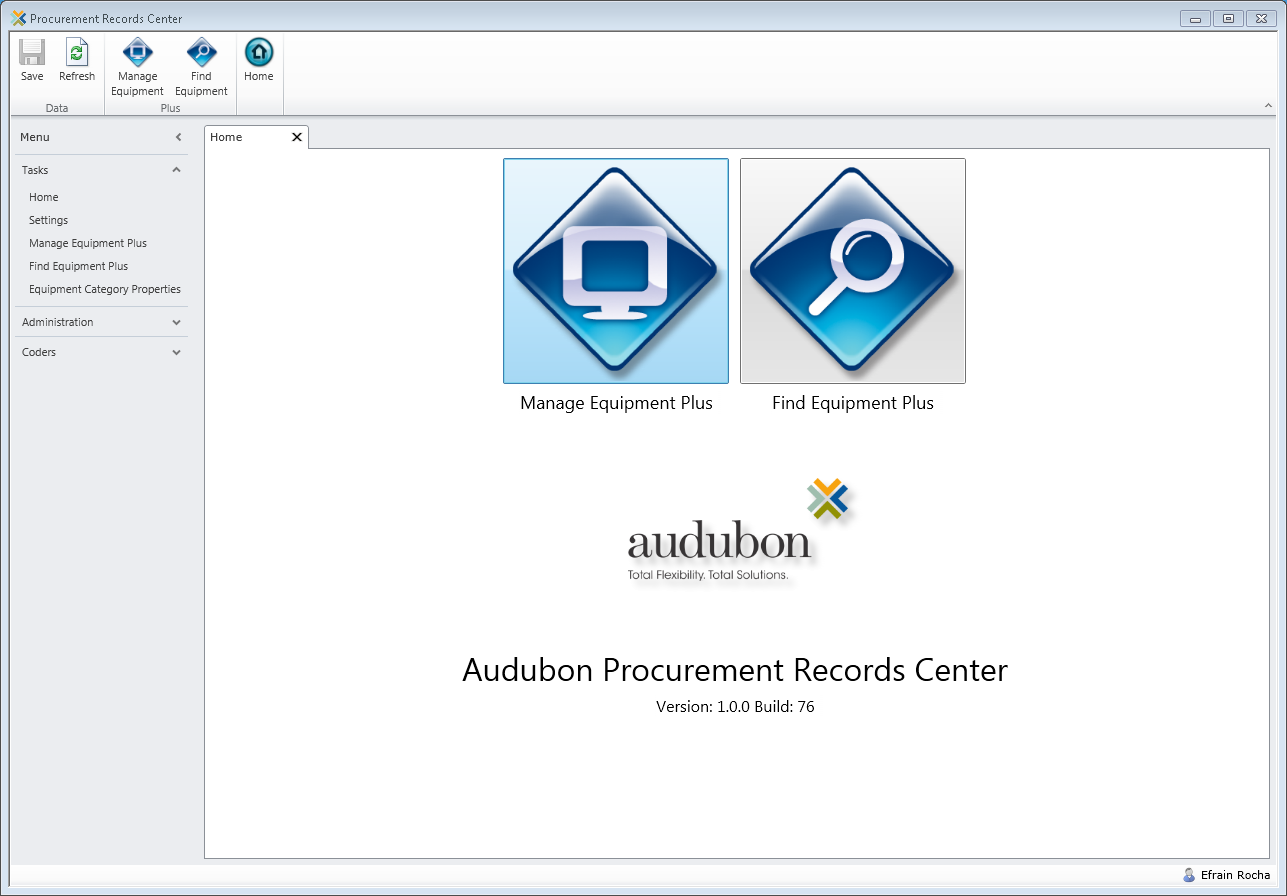 Procurement Records Center
Save
Refresh
Manage
Equipment
Find
Equipment
Home
Data
Plus
Menu
Home
Tasks
Home
Settings
Manage Equipment Plus
Find Equipment Plus
Equipment Category Properties
Administration
Coders
Manage Equipment Plus
Find Equipment Plus
audubon
Total Flexibility. Total Solutions.
Audubon Procurement Records Center
Version: 1.0.0 Build: 76
Efrain Rocha